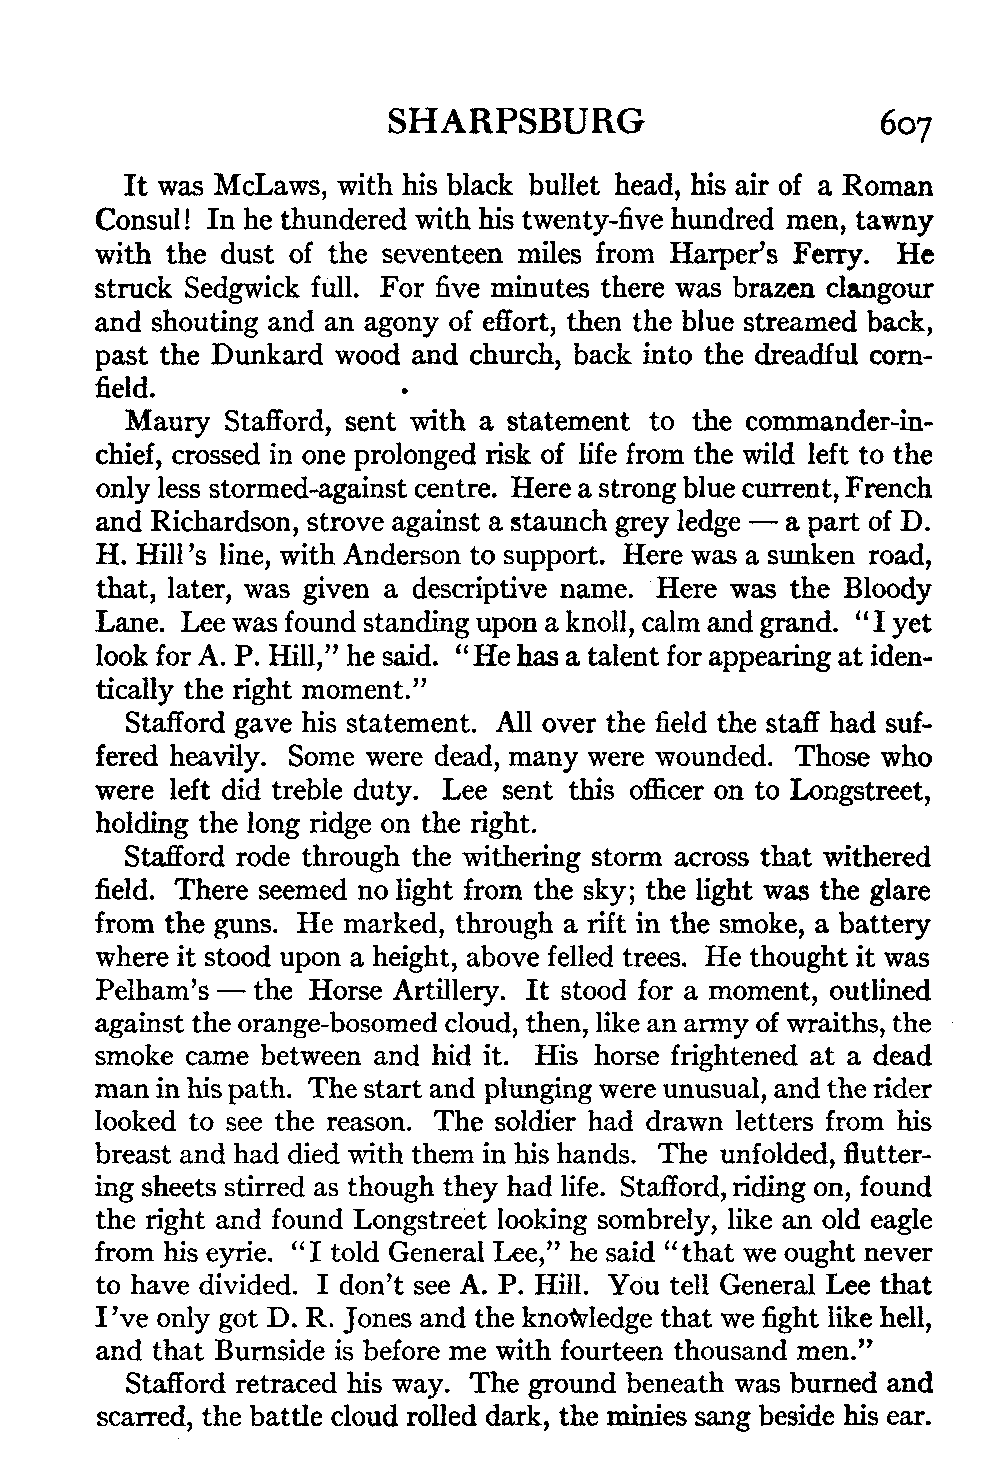 SHARPSBURG 607
It was McLaws, with his black bullet head, his air of a Roman
Consul! In he thundered with his twenty-five hundred men, tawny
with the dust of the seventeen miles from Harper's Ferry. He
struck Sedgwick full. For five minutes there was brazen clangour
and shouting and an agony of effort, then the blue streamed back,
past the Dunkard wood and church, back into the dreadful corn-
field.
Maury Stafford, sent with a statement to the commander-in-
chief, crossed in one prolonged risk of life from the wild left to the
only less stormed-against centre. Here a strong blue current, French
and Richardson, strove against a staunch grey ledge — a part of D.
H. Hill's line, with Anderson to support. Here was a sunken road,
that, later, was given a descriptive name. Here was the Bloody
Lane. Lee was found standing upon a knoll, calm and grand. "I yet
look for A. P. Hill," he said. "He has a talent for appearing at iden-
tically the right moment."
Stafford gave his statement. All over the field the staff had suf-
fered heavily. Some were dead, many were wounded. Those who
were left did treble duty. Lee sent this officer on to Longstreet,
holding the long ridge on the right.
Stafford rode through the withering storm across that withered
field. There seemed no light from the sky; the light was the glare
from the guns. He marked, through a rift in the smoke, a battery
where it stood upon a height, above felled trees. He thought it was
Pelham's — the Horse Artillery. It stood for a moment, outlined
against the orange-bosomed cloud, then, like an army of wraiths, the
smoke came between and hid it. His horse frightened at a dead
man in his path. The start and plunging were unusual, and the rider
looked to see the reason. The soldier had drawn letters from his
breast and had died with them in his hands. The unfolded, flutter-
ing sheets stirred as though they had life. Stafford, riding on, found
the right and found Longstreet looking sombrely, like an old eagle
from his eyrie. "I told General Lee," he said "that we ought never
to have divided. I don't see A. P. Hill. You tell General Lee that
I've only got D. R. Jones and the knowledge that we fight like hell,
and that Burnside is before me with fourteen thousand men."
Stafford retraced his way. The ground beneath was burned and
scarred, the battle cloud rolled dark, the minies sang beside his ear.